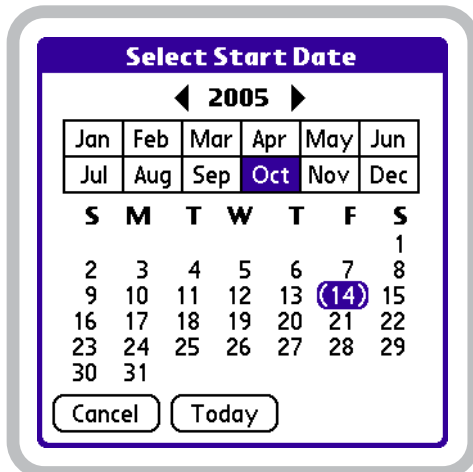 Select Start Date
2005
Jan Feb Mar Apr May Jun
Jul Aug Sep Oct Nov Dec
S M T W T F S
1
2 3 4 5 6 7 8
9 10 11 12 13 (14) 15
16 17 18 19 20 21 22
23 24 25 26 27 28 29
30 31
Cancel Today